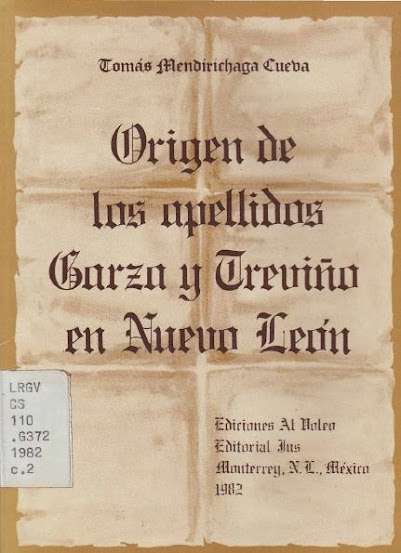 Tomás Mendirichaga Cueva
Origen de
los apellidos
Garza y Treviño
en Nuevo León
LRGV
CS
110
.G372
1982
c.2
Ediciones Al Voleo
Editorial Jus
Monterrey, N. L., México
1982